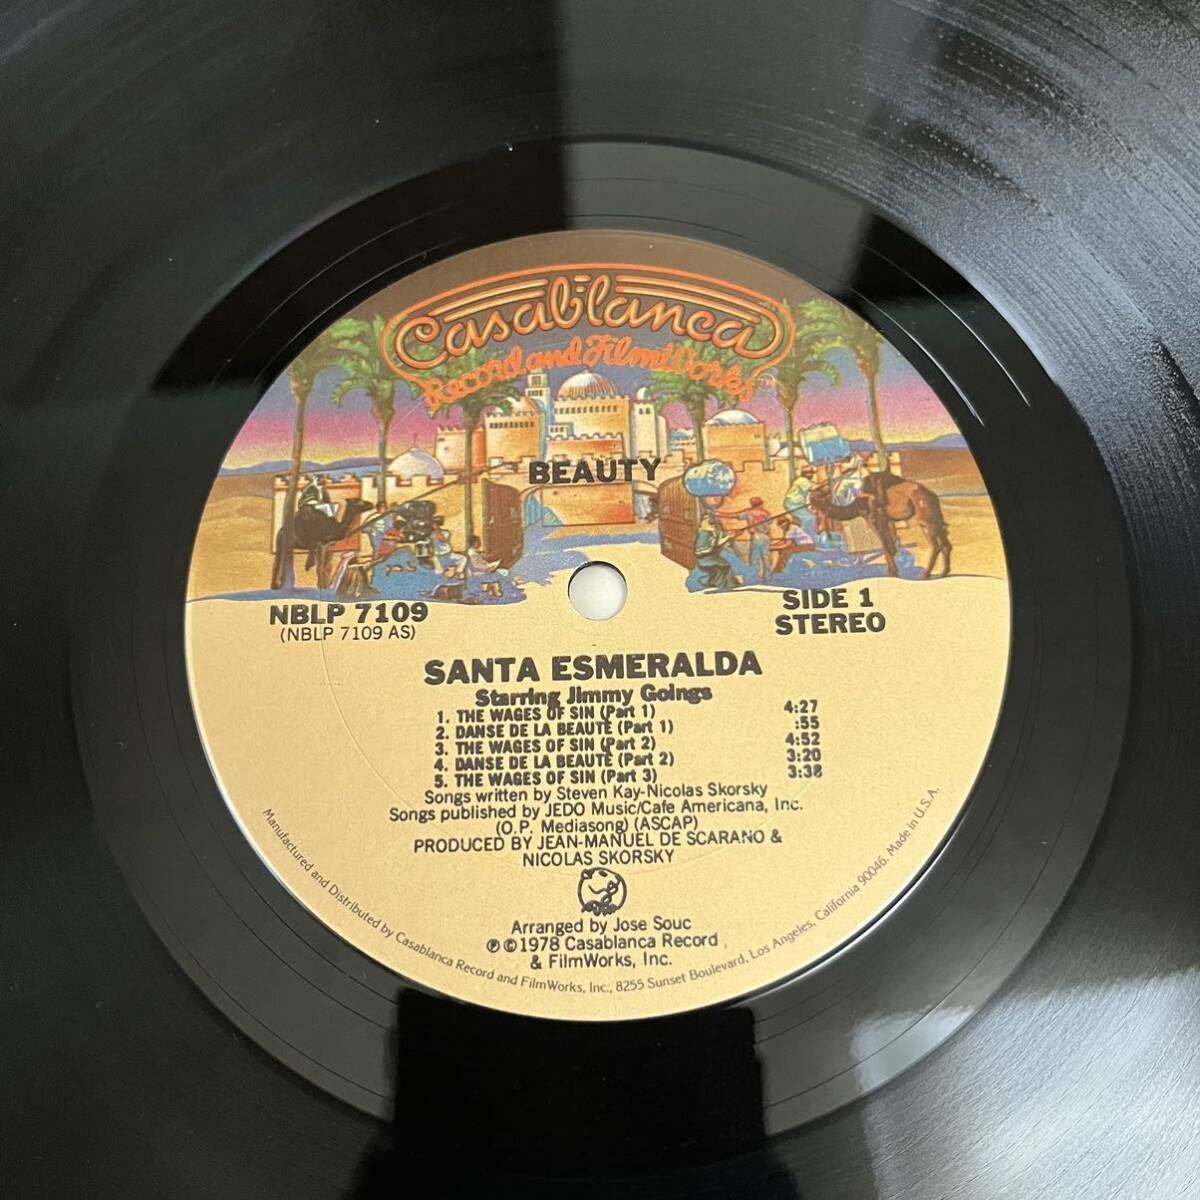 Casablanca
Record and FilmWorks
BEAUTY
NBLP 7109
(NBLP 7109 AS)
SIDE 1
STEREO
SANTA ESMERALDA
Starring Jimmy Goings
1. THE WAGES OF SIN (Part 1) 4:27
2. DANSE DE LA BEAUTÉ (Part 1) :55
3. THE WAGES OF SIN (Part 2) 4:52
4. DANSE DE LA BEAUTÉ (Part 2) 3:20
5. THE WAGES OF SIN (Part 3) 3:38
Songs written by Steven Kay-Nicolas Skorsky
Songs published by JEDO Music/Cafe Americana, Inc.
(O.P. Mediasong) (ASCAP)
PRODUCED BY JEAN-MANUEL DE SCARANO &
NICOLAS SKORSKY
Arranged by Jose Souc
℗©1978 Casablanca Record
& FilmWorks, Inc.
Manufactured and Distributed by Casablanca Record and FilmWorks, Inc., 8255 Sunset Boulevard, Los Angeles, California 90046. Made in U.S.A.